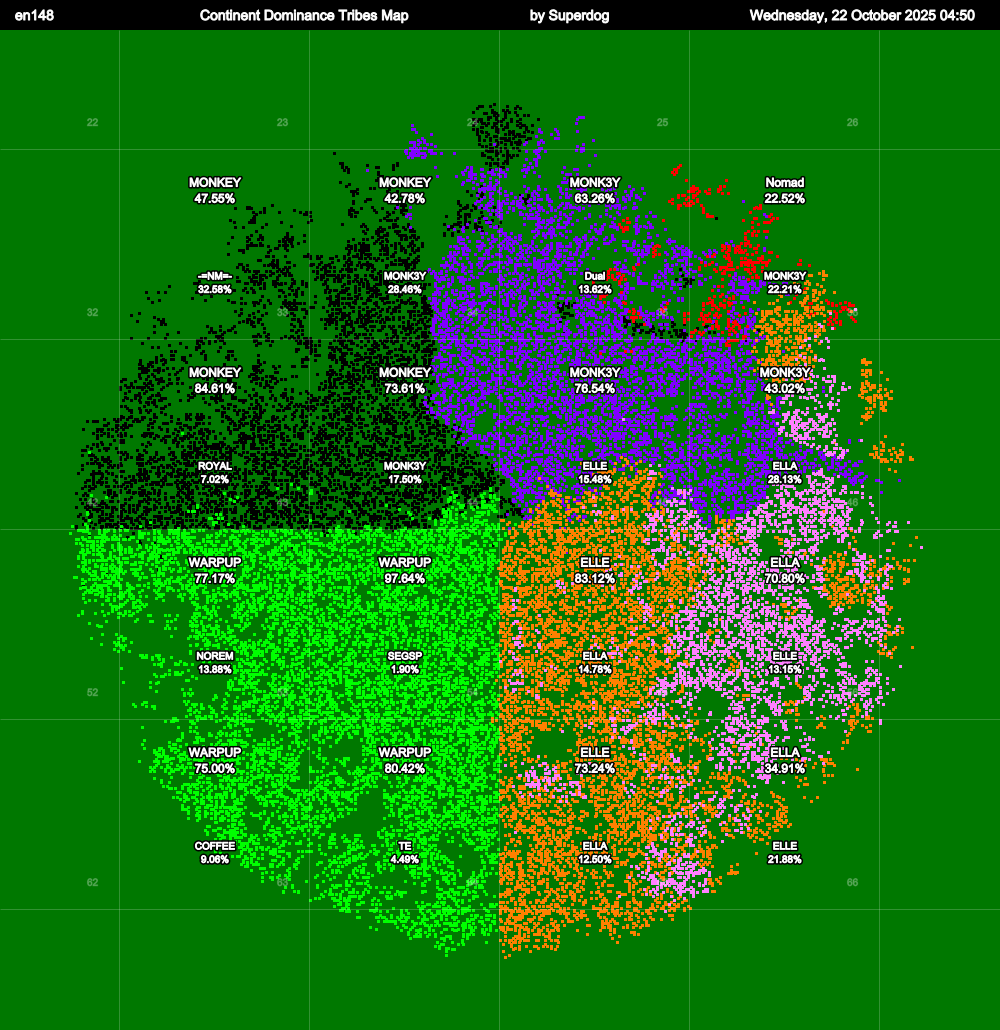 en148 Continent Dominance Tribes Map by Superdog Wednesday, 22 October 2025 04:50
22 23 25 26
MONKEY MONKEY MONK3Y Nomad
47.55% 42.78% 63.26% 22.52%
-=NM=- MONK3Y Dual MONK3Y
32.58% 28.46% 13.62% 22.21%
32 33 34 35
MONKEY MONKEY MONK3Y MONK3Y
84.61% 73.61% 76.54% 43.02%
ROYAL MONK3Y ELLE ELLA
7.02% 17.50% 15.48% 28.13%
WARPUP WARPUP ELLE ELLA
77.17% 97.64% 83.12% 70.80%
NOREM SEGSP ELLA ELLE
13.88% 1.90% 14.78% 13.15%
52
WARPUP WARPUP ELLE ELLA
75.00% 80.42% 73.24% 34.91%
COFFEE TE ELLA ELLE
9.06% 4.49% 12.50% 21.88%
62 66